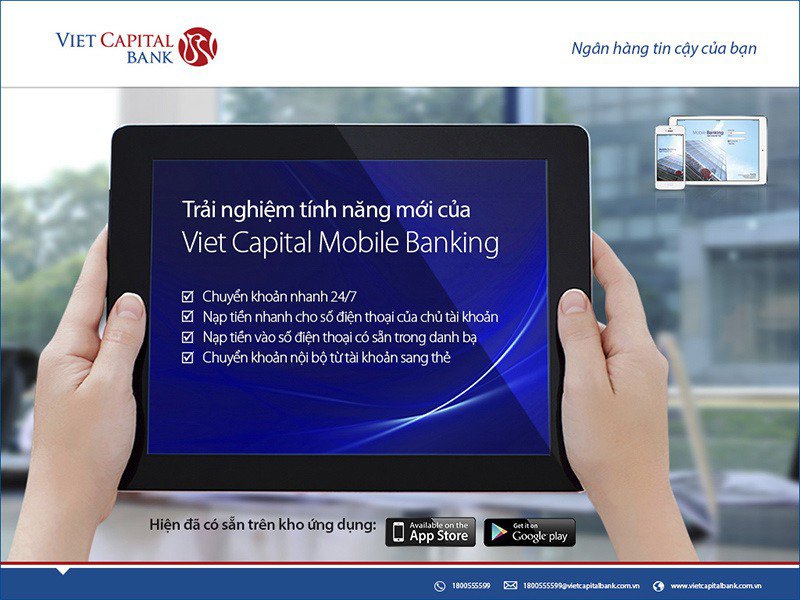 VIET CAPITAL
BANK
Ngân hàng tin cậy của bạn
Mobile Banking
Trải nghiệm tính năng mới của
Viet Capital Mobile Banking
Chuyển khoản nhanh 24/7
Nạp tiền nhanh cho số điện thoại của chủ tài khoản
Nạp tiền vào số điện thoại có sẵn trong danh bạ
Chuyển khoản nội bộ từ tài khoản sang thẻ
Hiện đã có sẵn trên kho ứng dụng:
Available on the
App Store
Get it on
Google play
1800555599
1800555599@vietcapitalbank.com.vn
www.vietcapitalbank.com.vn